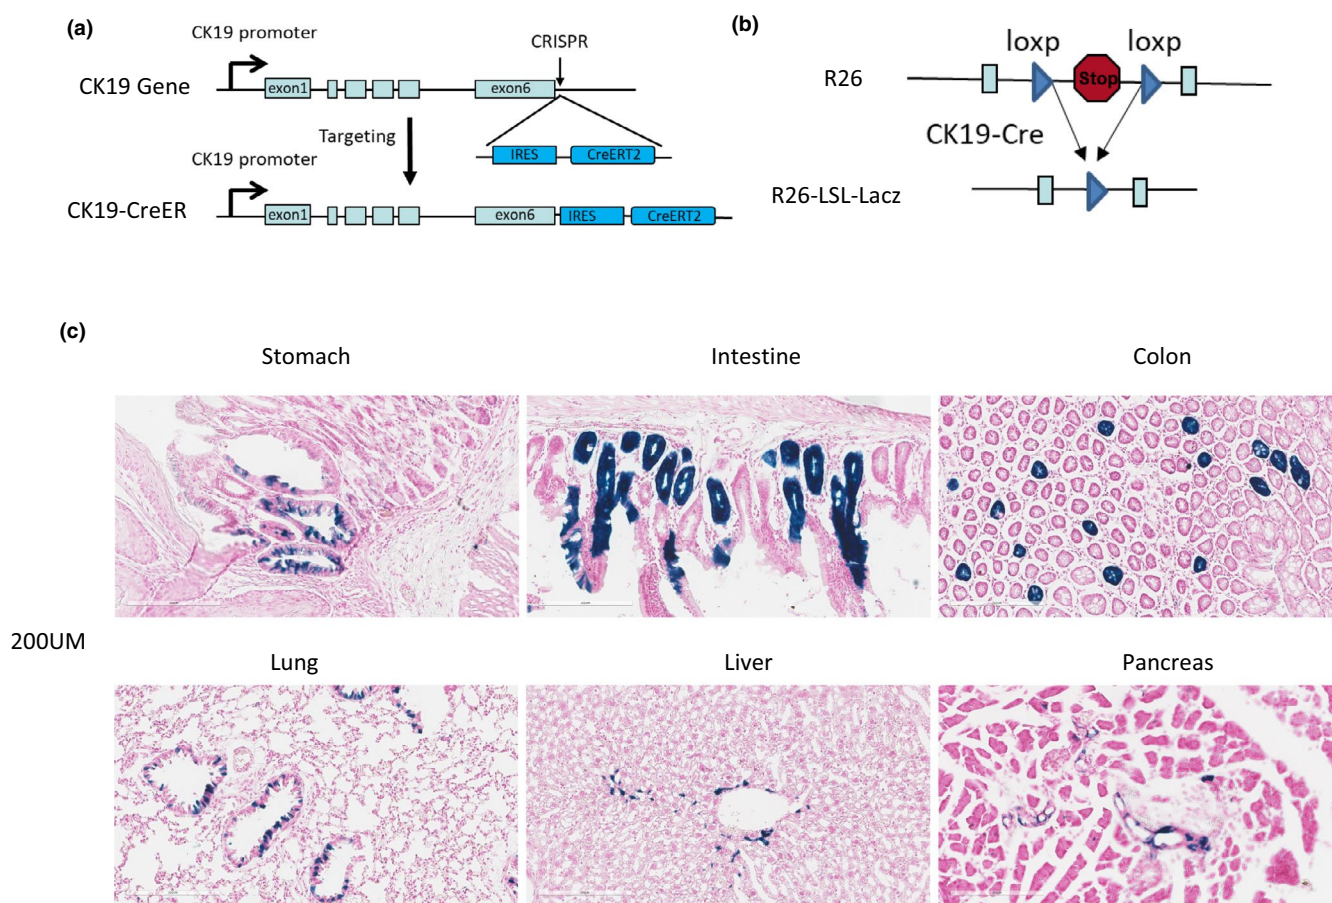 (a)
CK19 promoter
CRISPR
CK19 Gene
exon1
exon6
Targeting
IRES
CreERT2
CK19 promoter
CK19-CreER
exon1
exon6
IRES
CreERT2
(b)
loxp
loxp
R26
Stop
CK19-Cre
R26-LSL-Lacz
(c)
Stomach
Intestine
Colon
200UM
Lung
Liver
Pancreas